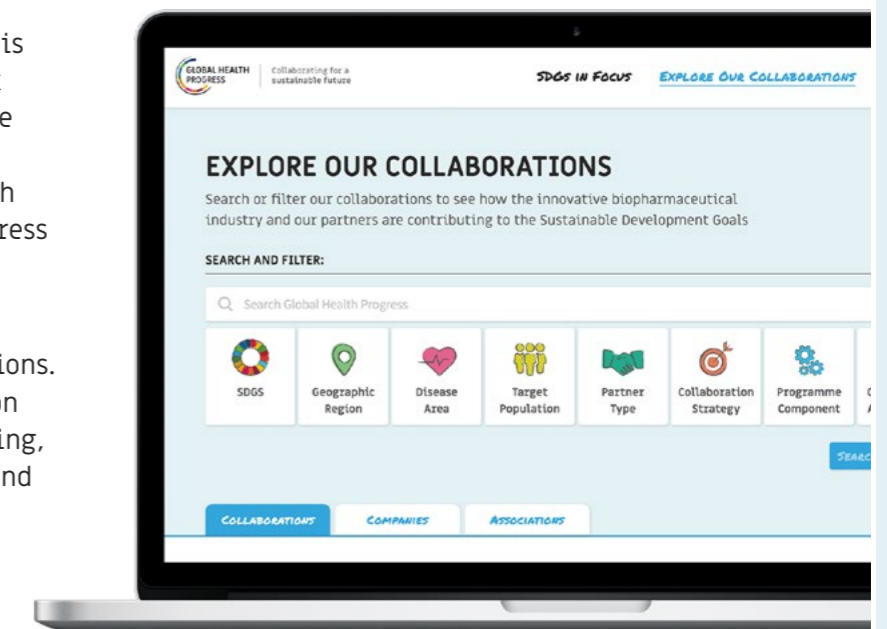 is
e
h
ress
ions.
on
ing,
nd
GLOBAL HEALTH
PROGRESS
Collaborating for a
sustainable future
SDGs in Focus
Explore Our Collaborations
EXPLORE OUR COLLABORATIONS
Search or filter our collaborations to see how the innovative biopharmaceutical
industry and our partners are contributing to the Sustainable Development Goals
SEARCH AND FILTER:
Search Global Health Progress
SDGS
Geographic
Region
Disease
Area
Target
Population
Partner
Type
Collaboration
Strategy
Programme
Component
Collaborations
Companies
Associations